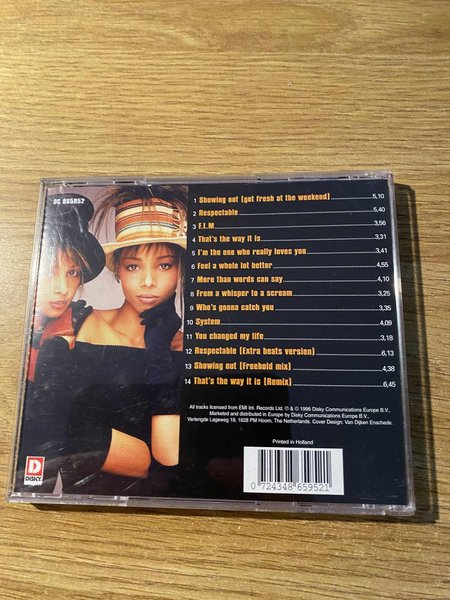 DC 865952
1 Showing out (get fresh at the weekend) 5,10
2 Respectable 5,40
3 F.L.M 3,56
4 That's the way it is 3,31
5 I'm the one who really loves you 3,41
6 Feel a whole lot better 4,55
7 More than words can say 4,10
8 From a whisper to a scream 3,25
9 Who's gonna catch you 3,35
10 System 4,09
11 You changed my life 3,18
12 Respectable (Extra beats version) 6,13
13 Showing out (Freehold mix) 4,38
14 That's the way it is (Remix) 6,45
All tracks licensed from EMI Int. Records Ltd. ℗ & © 1996 Disky Communications Europe B.V.
Marketed and distributed in Europe by Disky Communications Europe B.V.,
Verlengde Lageweg 19, 1628 PM Hoorn, The Netherlands. Cover Design: Van Dijken Enschede.
Printed in Holland
D
DISKY
0 724348 659521